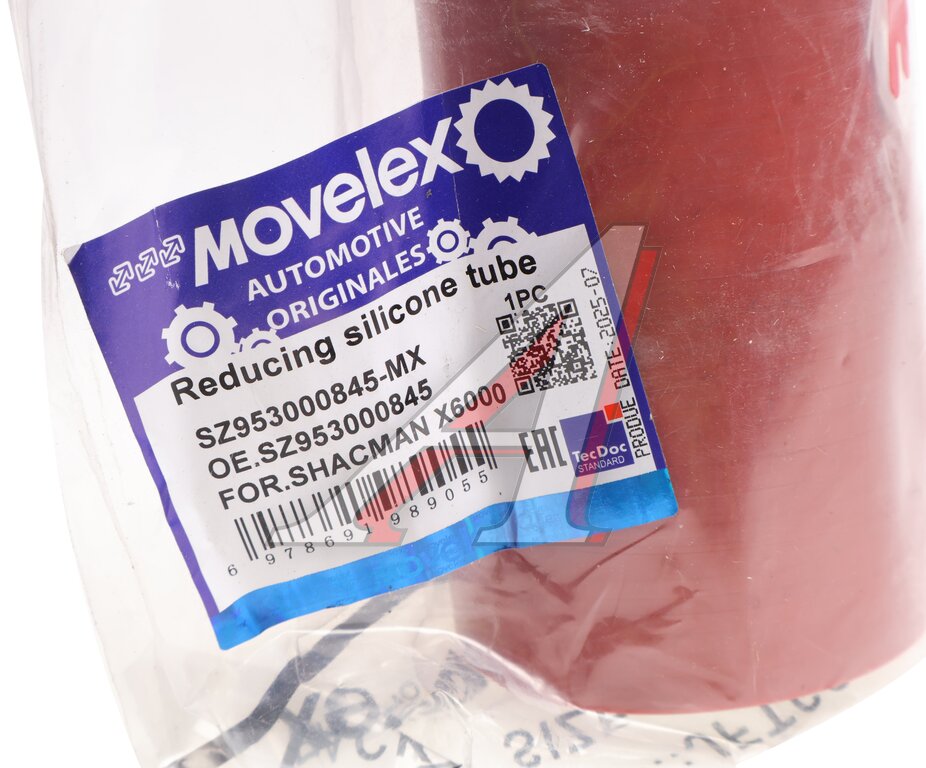 Movelex
AUTOMOTIVE
ORIGINALES
Reducing silicone tube
1PC
SZ953000845-MX
OE.SZ953000845
FOR.SHACMAN X6000
6 978691 989055
EAC
TecDoc
STANDARD
PRODUE DATE:2025-07
SIZE